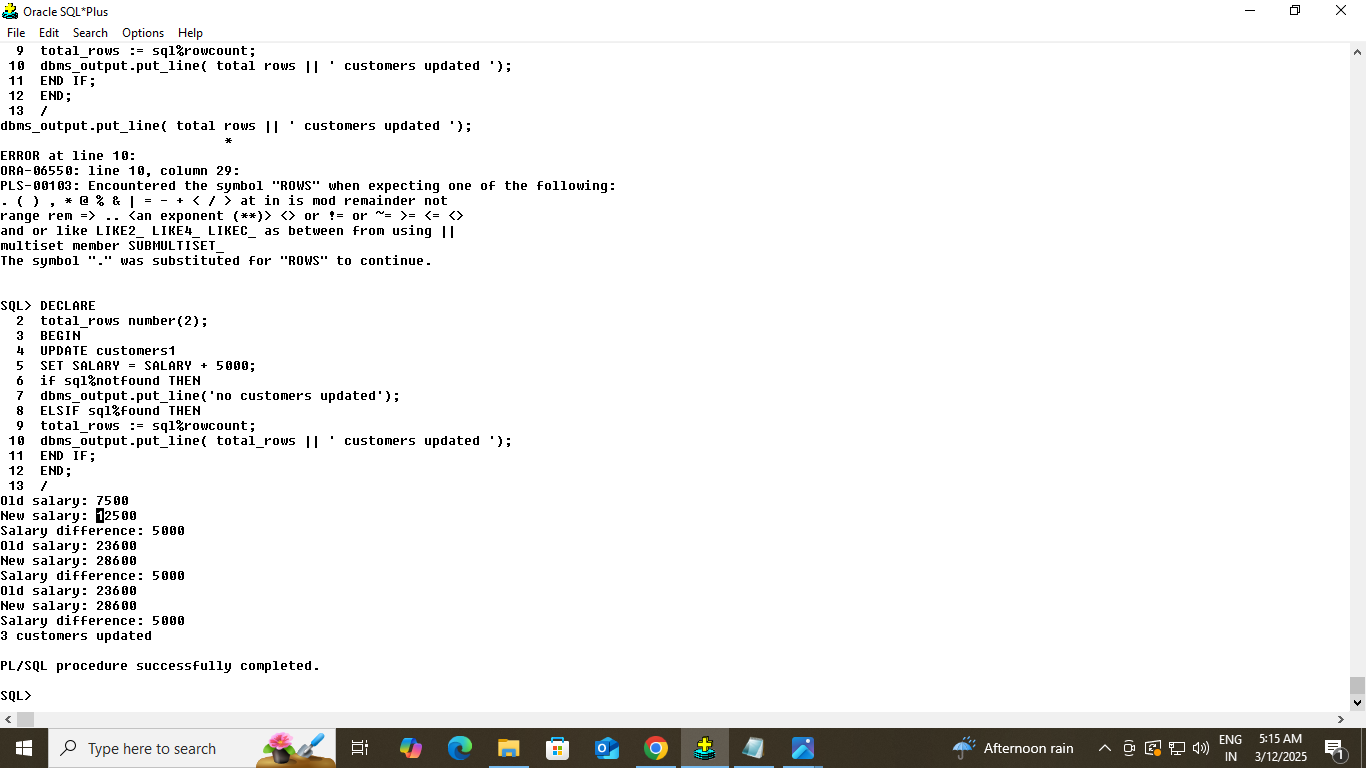 Oracle SQL*Plus
File Edit Search Options Help
9 total_rows := sql%rowcount;
10 dbms_output.put_line( total rows || ' customers updated ');
11 END IF;
12 END;
13 /
dbms_output.put_line( total rows || ' customers updated ');
*
ERROR at line 10:
ORA-06550: line 10, column 29:
PLS-00103: Encountered the symbol "ROWS" when expecting one of the following:
. ( ) , * @ % & | = - + < / > at in is mod remainder not
range rem => .. <an exponent (**)> <> or != or ~= >= <= <>
and or like LIKE2_ LIKE4_ LIKEC_ as between from using ||
multiset member SUBMULTISET_
The symbol "." was substituted for "ROWS" to continue.
SQL> DECLARE
2 total_rows number(2);
3 BEGIN
4 UPDATE customers1
5 SET SALARY = SALARY + 5000;
6 if sql%notfound THEN
7 dbms_output.put_line('no customers updated');
8 ELSIF sql%found THEN
9 total_rows := sql%rowcount;
10 dbms_output.put_line( total_rows || ' customers updated ');
11 END IF;
12 END;
13 /
Old salary: 7500
New salary: 12500
Salary difference: 5000
Old salary: 23600
New salary: 28600
Salary difference: 5000
Old salary: 23600
New salary: 28600
Salary difference: 5000
3 customers updated
PL/SQL procedure successfully completed.
SQL>
Type here to search
Afternoon rain
ENG
IN
5:15 AM
3/12/2025
1